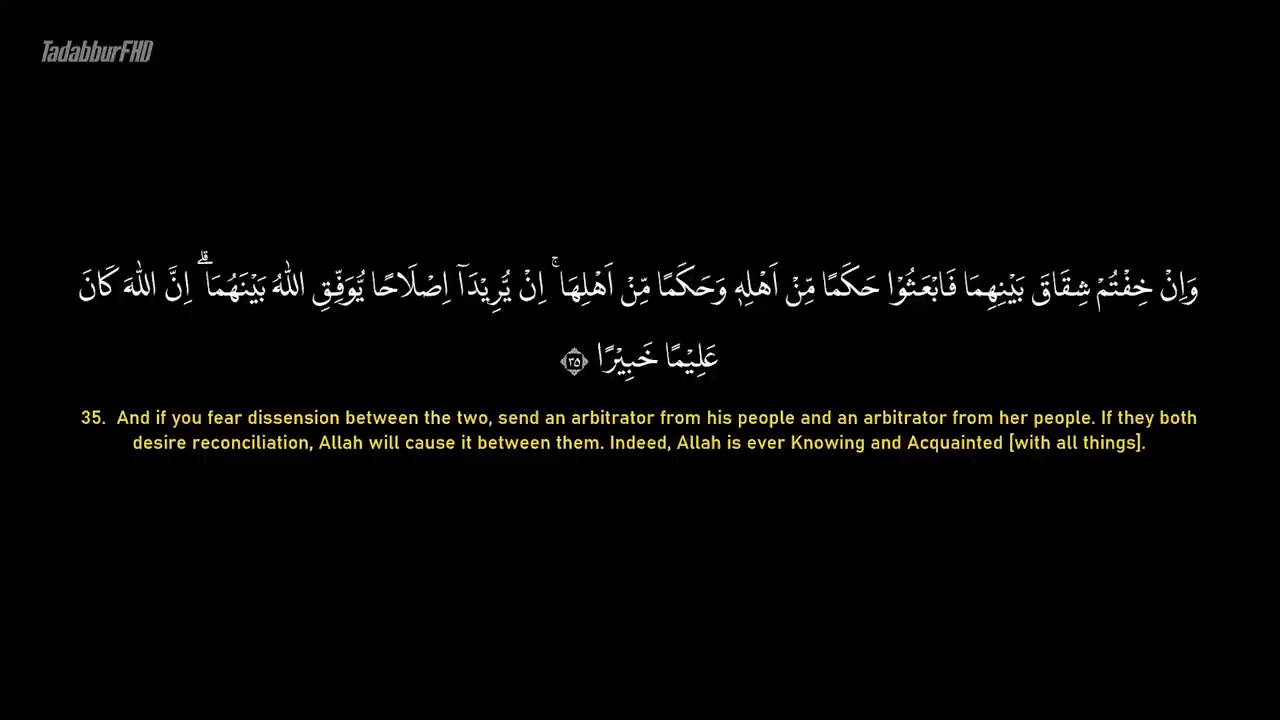 TadabburFHD
وَاِنْ خِفْتُمْ شِقَاقَ بَيْنِهِمَا فَابْعَثُوْا حَكَمًا مِّنْ اَهْلِهٖ وَحَكَمًا مِّنْ اَهْلِهَا ۚ اِنْ يُّرِيْدَآ اِصْلَاحًا يُّوَفِّقِ اللّٰهُ بَيْنَهُمَا ۗ اِنَّ اللّٰهَ كَانَ
عَلِيْمًا خَبِيْرًا ۝٣٥
35. And if you fear dissension between the two, send an arbitrator from his people and an arbitrator from her people. If they both
desire reconciliation, Allah will cause it between them. Indeed, Allah is ever Knowing and Acquainted [with all things].